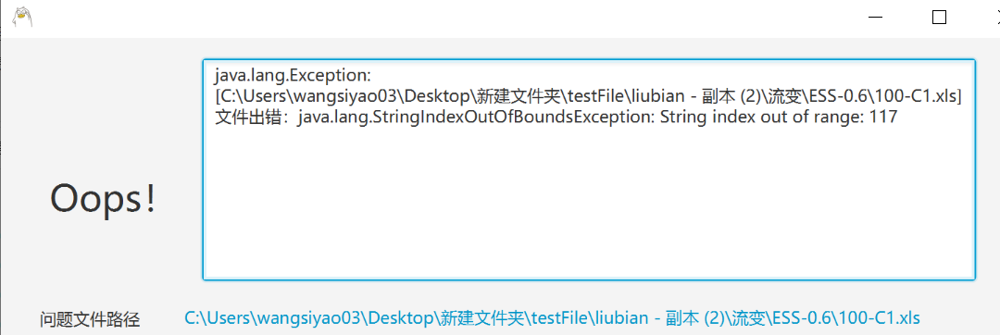 java.lang.Exception:
[C:\Users\wangsiyao03\Desktop\新建文件夹\testFile\liubian - 副本 (2)\流变\ESS-0.6\100-C1.xls]
文件出错：java.lang.StringIndexOutOfBoundsException: String index out of range: 117
Oops!
问题文件路径 C:\Users\wangsiyao03\Desktop\新建文件夹\testFile\liubian - 副本 (2)\流变\ESS-0.6\100-C1.xls